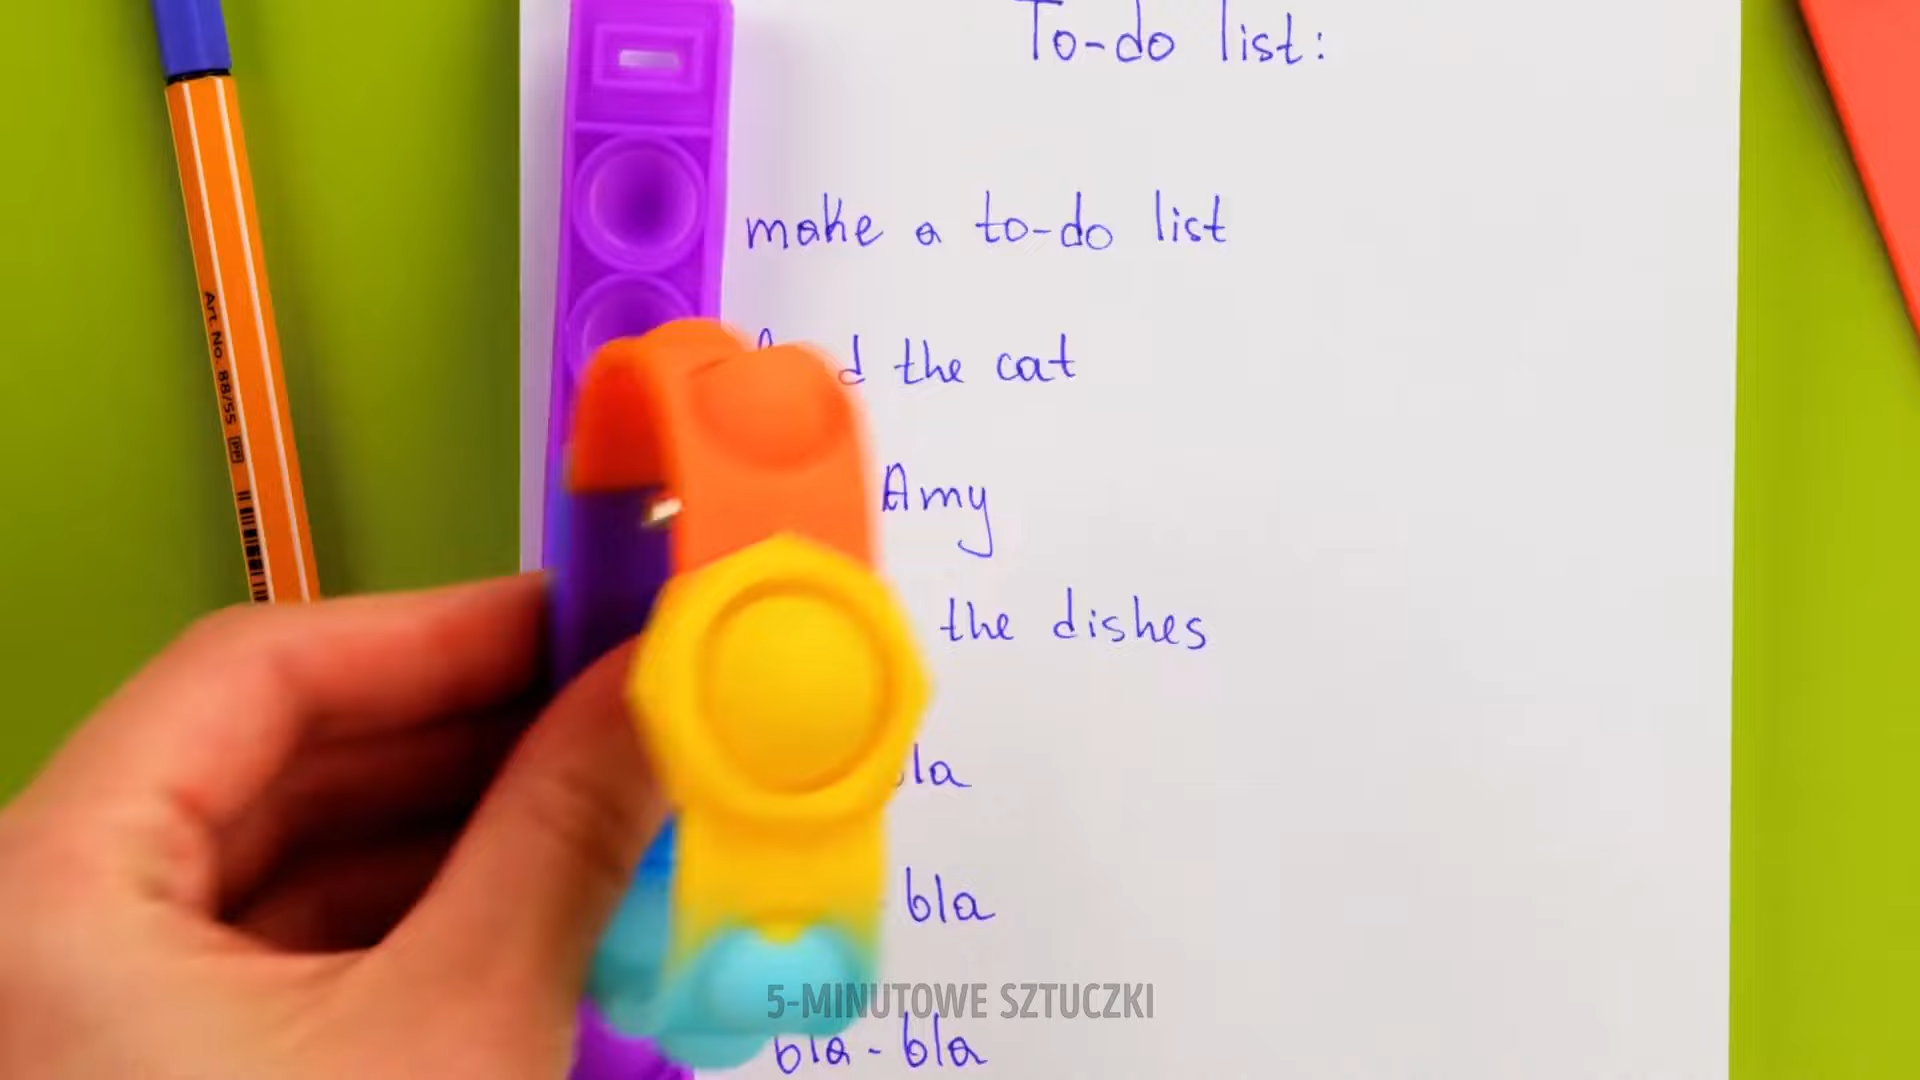 To-do list:
make a to-do list
the cat
Amy
the dishes
bla
bla-bla
Art. No. 88/55
5-MINUTOWE SZTUCZKI